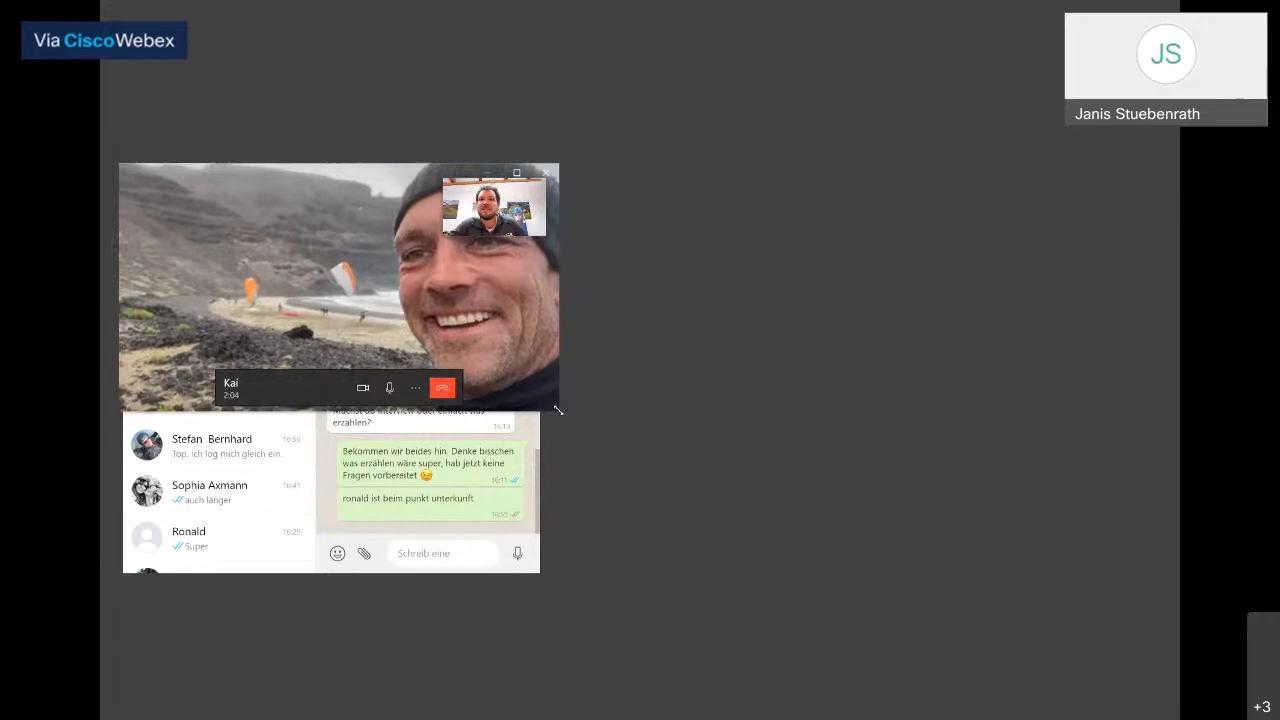 Via CiscoWebex
JS
Janis Stuebenrath
Kai
2:04
erzählen?
16:10
Stefan Bernhard 16:50
Top. ich log mich gleich ein.
Sophia Axmann 16:41
auch länger
Ronald 16:29
Super
Bekommen wir beides hin. Denke bisschen
was erzählen wäre super, hab jetzt keine
Fragen vorbereitet 😉
16:11
ronald ist beim punkt unterkunft
16:55
Schreib eine
+3